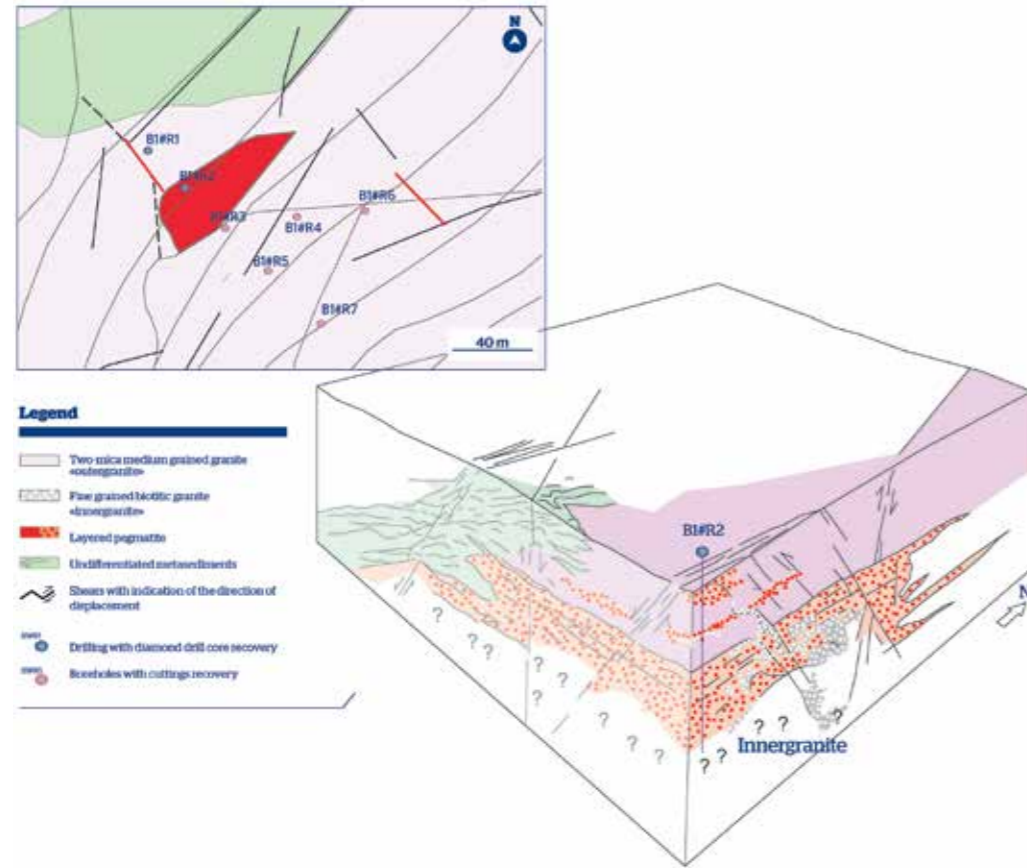 N
B1#R1
B1#R2
B1#R3
B1#R4
B1#R6
B1#R5
B1#R7
40 m
Legend
Two-mica medium grained granite
«outergranite»
Fine grained biotitic granite
«innergranite»
Layered pegmatite
Undifferentiated metasediments
Shears with indication of the direction of
displacement
Drilling with diamond drill core recovery
Boreholes with cuttings recovery
B1#R2
N
? ? ? ? ? ? ? ? ? ? ? ? ? ? ? ?
Innergranite